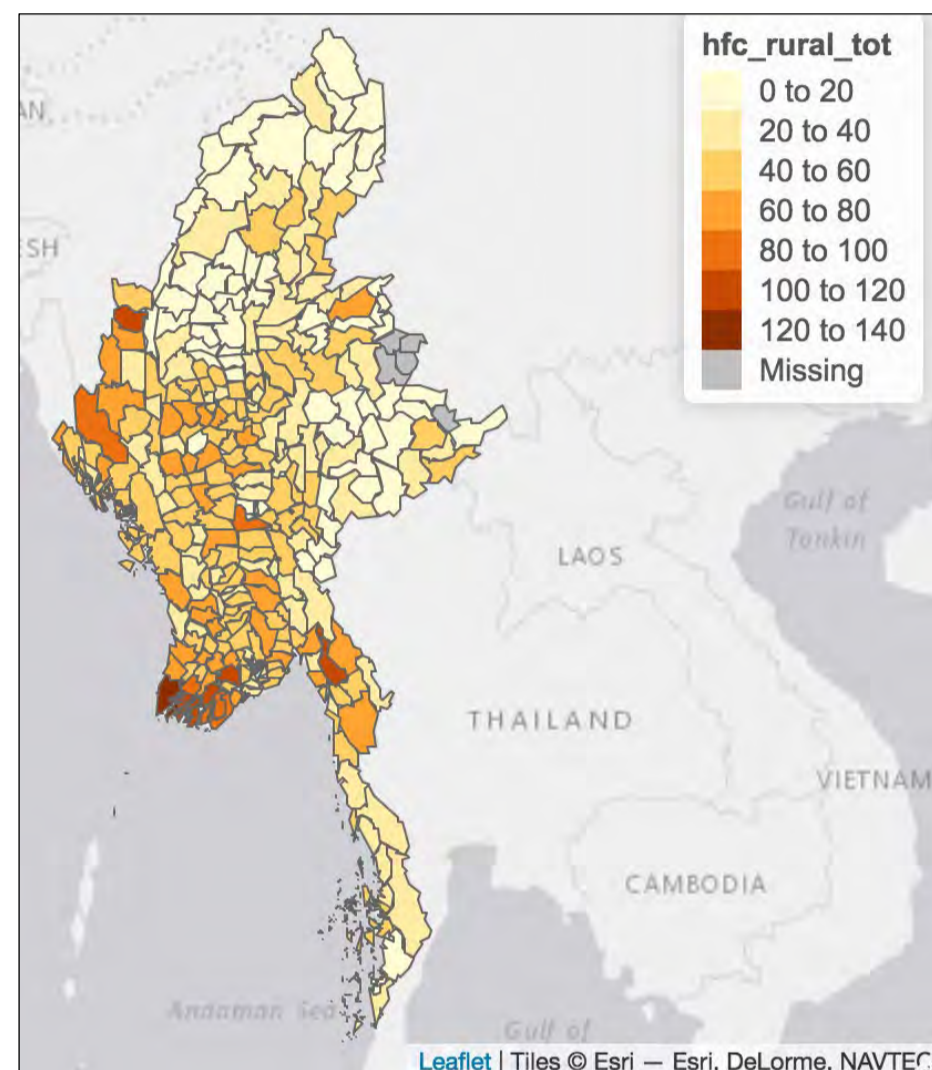 hfc_rural_tot
0 to 20
20 to 40
40 to 60
60 to 80
80 to 100
100 to 120
120 to 140
Missing
AN
ESH
Gulf of
Tonkin
LAOS
THAILAND
VIETNAM
CAMBODIA
Andaman Sea
Gulf of
Leaflet | Tiles © Esri — Esri, DeLorme, NAVTEC